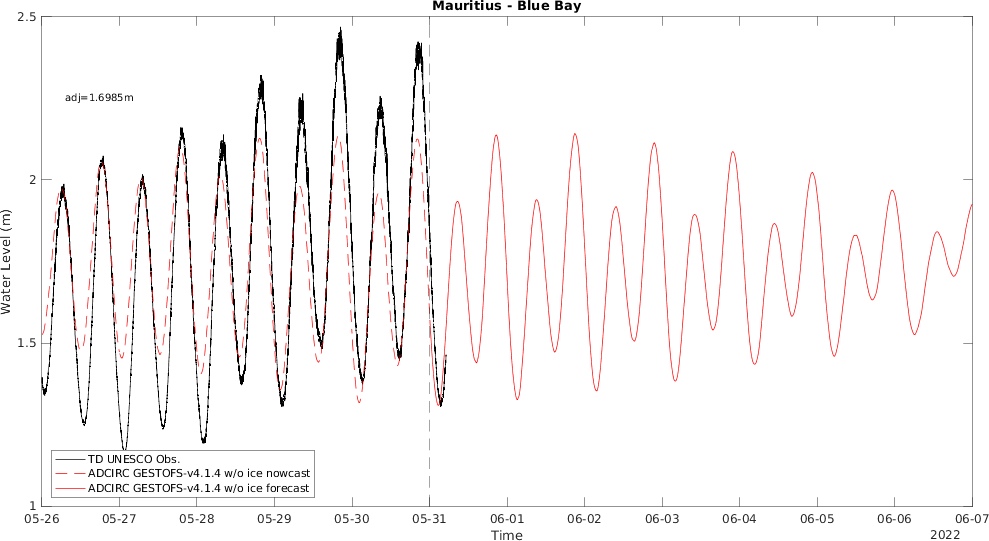 Mauritius - Blue Bay
2.5
adj=1.6985m
2
Water Level (m)
1.5
TD UNESCO Obs.
ADCIRC GESTOFS-v4.1.4 w/o ice nowcast
ADCIRC GESTOFS-v4.1.4 w/o ice forecast
1
05-26 05-27 05-28 05-29 05-30 05-31 06-01 06-02 06-03 06-04 06-05 06-06 06-07
Time
2022